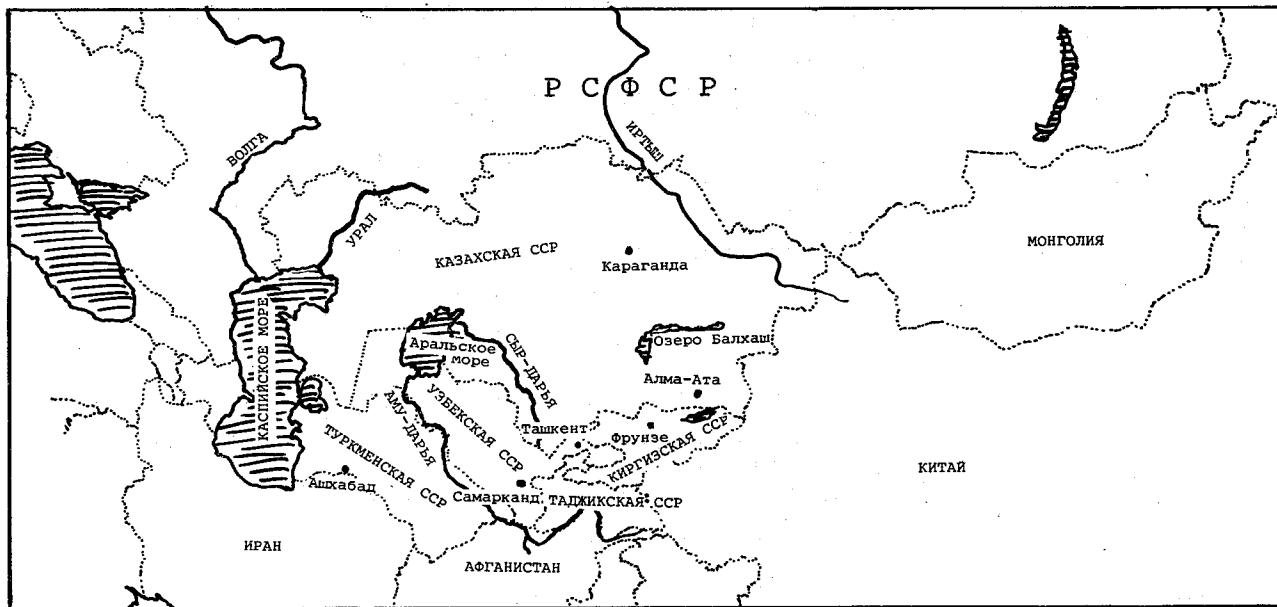 Р С Ф С Р
ВОЛГА
ИРТЫШ
УРАЛ
КАЗАХСКАЯ ССР
Караганда
МОНГОЛИЯ
КАСПИЙСКОЕ МОРЕ
Аральское
море
СЫР-ДАРЬЯ
Озеро Балхаш
Алма-Ата
АМУ-ДАРЬЯ
УЗБЕКСКАЯ ССР
Ташкент
Фрунзе
КИРГИЗСКАЯ ССР
ТУРКМЕНСКАЯ ССР
Ашхабад
Самарканд
ТАДЖИКСКАЯ ССР
КИТАЙ
ИРАН
АФГАНИСТАН